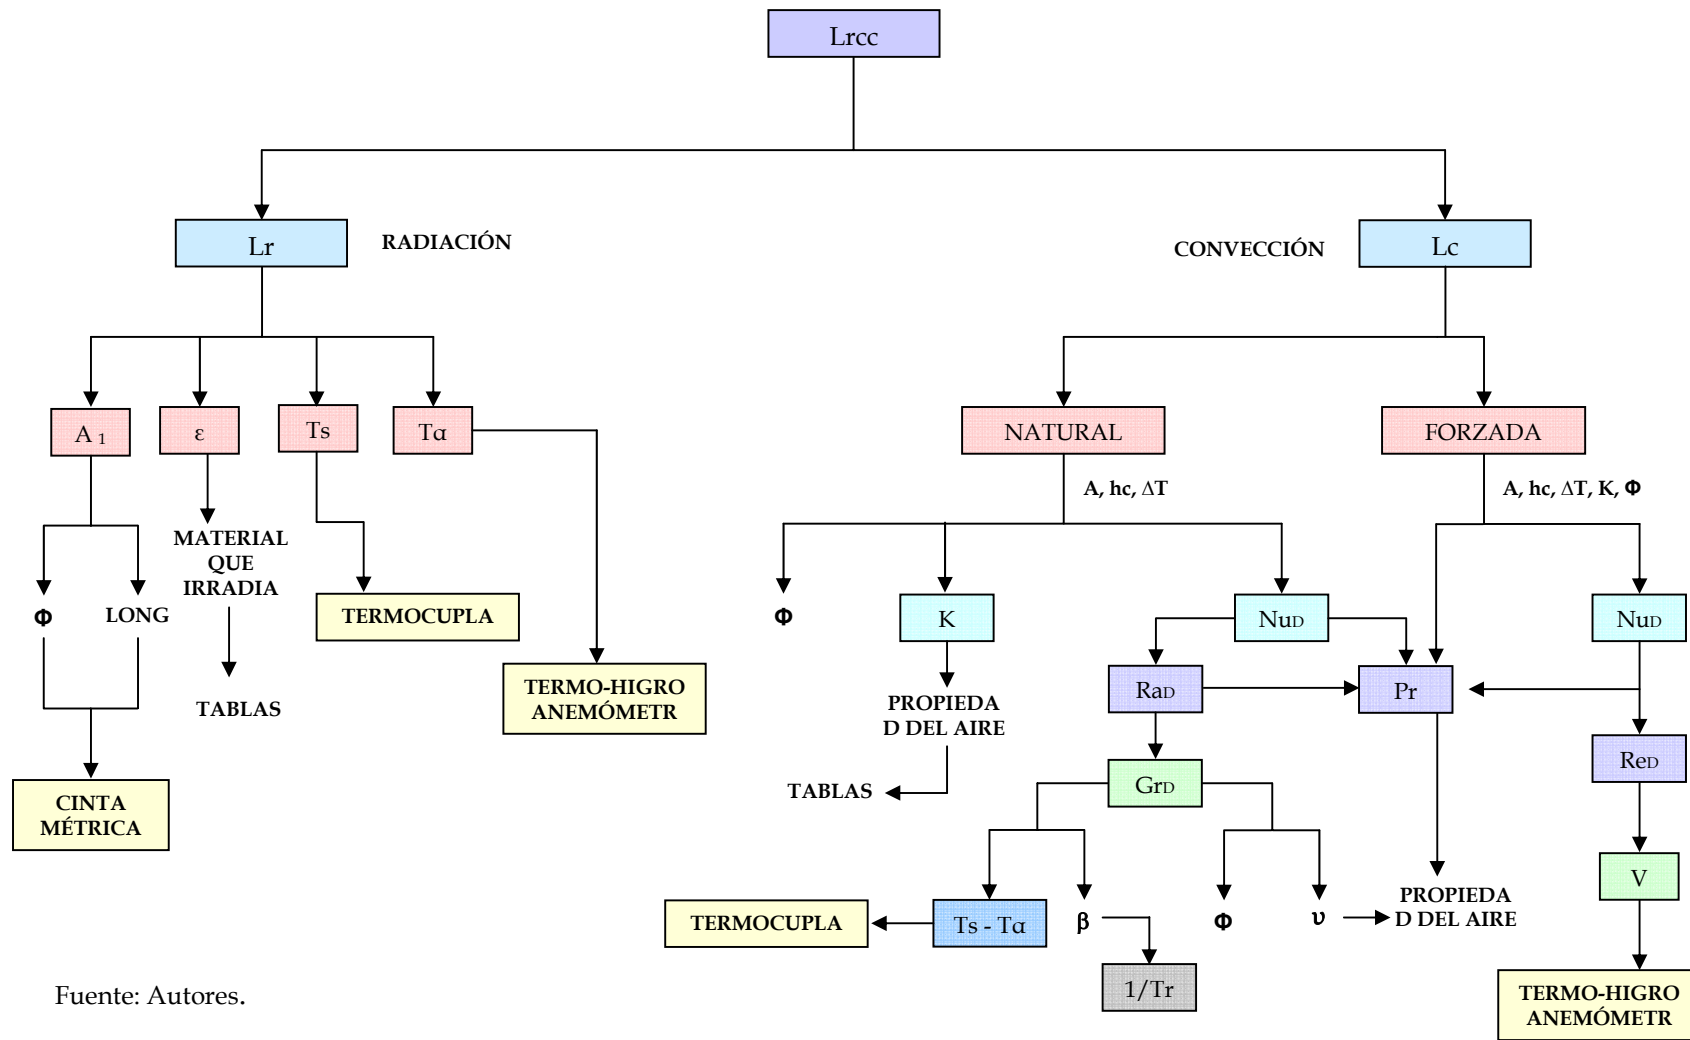 Lrcc
Lr
RADIACIÓN
CONVECCIÓN
Lc
A 1
ε
Ts
Tα
NATURAL
FORZADA
A, hc, ΔT
A, hc, ΔT, K, Φ
MATERIAL
QUE
IRRADIA
Φ
LONG
TERMOCUPLA
Φ
K
NuD
NuD
TERMO-HIGRO
ANEMÓMETR
TABLAS
PROPIEDA
D DEL AIRE
RaD
Pr
ReD
CINTA
MÉTRICA
TABLAS
GrD
V
TERMOCUPLA
Ts - Tα
β
Φ
υ
PROPIEDA
D DEL AIRE
1/Tr
TERMO-HIGRO
ANEMÓMETR
Fuente: Autores.